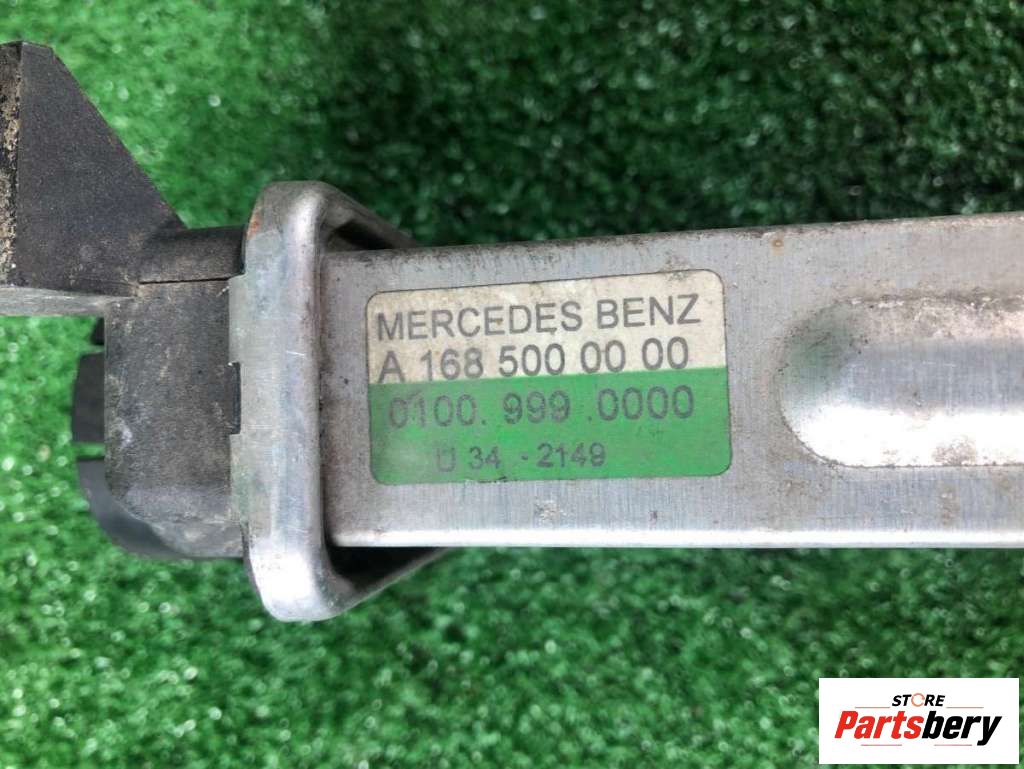 MERCEDES BENZ
A 168 500 00 00
0100. 999 .0000
U 34 - 2149
STORE
Partsbery